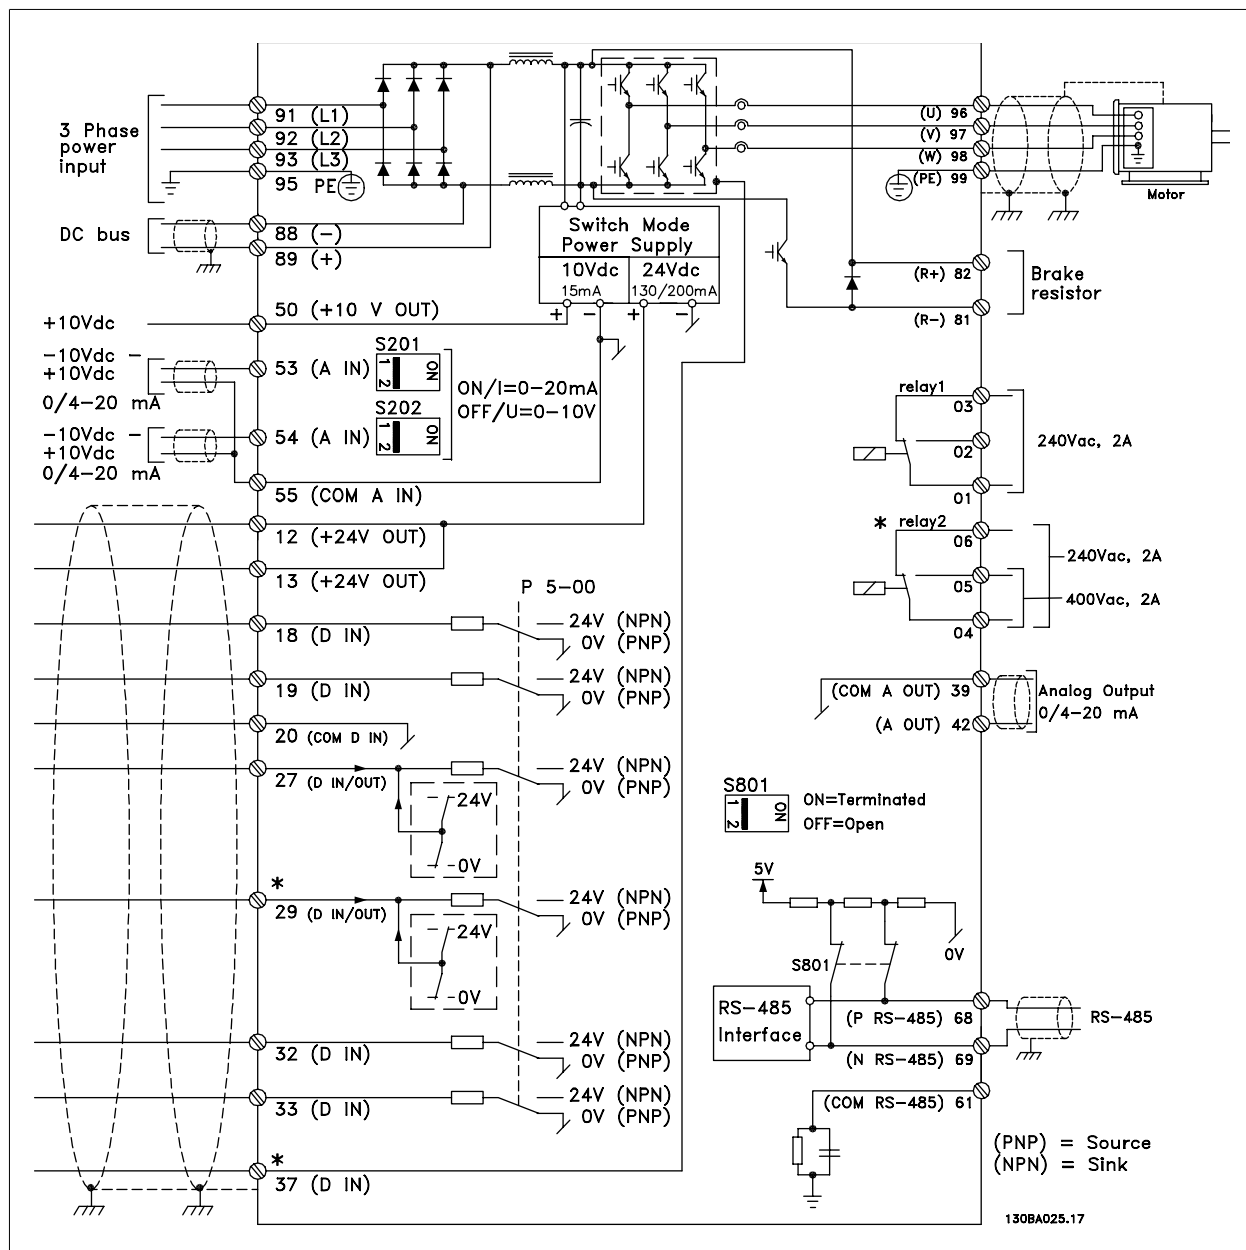 3 Phase
power
input
91 (L1)
92 (L2)
93 (L3)
95 PE
DC bus
88 (-)
89 (+)
+10Vdc
50 (+10 V OUT)
-10Vdc -
+10Vdc
0/4-20 mA
53 (A IN)
S201
1
2
ON
ON/I=0-20mA
OFF/U=0-10V
-10Vdc -
+10Vdc
0/4-20 mA
54 (A IN)
S202
1
2
ON
55 (COM A IN)
12 (+24V OUT)
13 (+24V OUT)
P 5-00
18 (D IN)
24V (NPN)
0V (PNP)
19 (D IN)
24V (NPN)
0V (PNP)
20 (COM D IN)
27 (D IN/OUT)
24V (NPN)
0V (PNP)
24V
0V
*
29 (D IN/OUT)
24V (NPN)
0V (PNP)
24V
0V
32 (D IN)
24V (NPN)
0V (PNP)
33 (D IN)
24V (NPN)
0V (PNP)
*
37 (D IN)
Switch Mode
Power Supply
10Vdc
15mA
24Vdc
130/200mA
+ - + -
(U) 96
(V) 97
(W) 98
(PE) 99
Motor
(R+) 82
(R-) 81
Brake
resistor
relay1
03
02
01
240Vac, 2A
* relay2
06
05
04
240Vac, 2A
400Vac, 2A
(COM A OUT) 39
(A OUT) 42
Analog Output
0/4-20 mA
S801
1
2
ON
ON=Terminated
OFF=Open
5V
0V
S801
RS-485
Interface
(P RS-485) 68
(N RS-485) 69
RS-485
(COM RS-485) 61
(PNP) = Source
(NPN) = Sink
130BA025.17